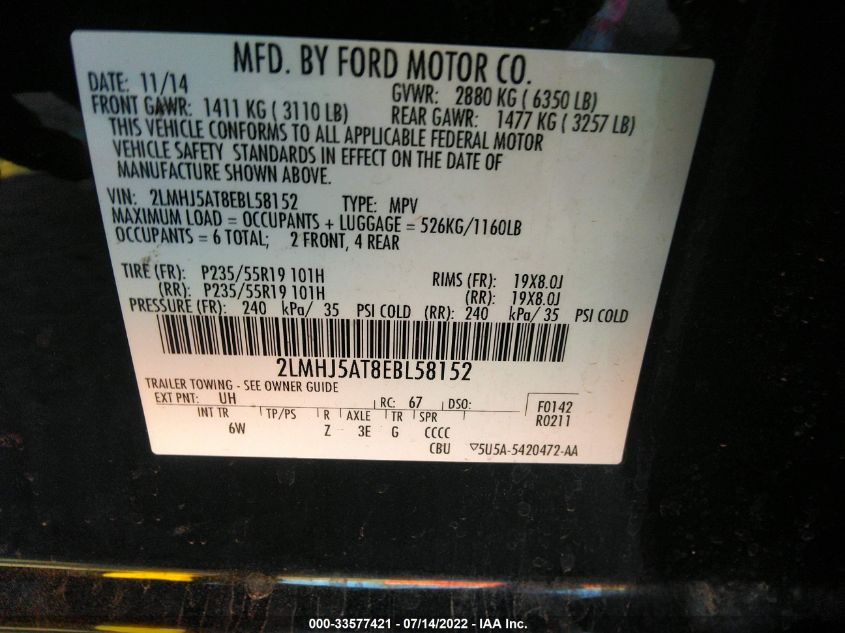 MFD. BY FORD MOTOR CO.
DATE: 11/14 GVWR: 2880 KG ( 6350 LB)
FRONT GAWR: 1411 KG ( 3110 LB) REAR GAWR: 1477 KG ( 3257 LB)
THIS VEHICLE CONFORMS TO ALL APPLICABLE FEDERAL MOTOR
VEHICLE SAFETY STANDARDS IN EFFECT ON THE DATE OF
MANUFACTURE SHOWN ABOVE.
VIN: 2LMHJ5AT8EBL58152 TYPE: MPV
MAXIMUM LOAD = OCCUPANTS + LUGGAGE = 526KG/1160LB
OCCUPANTS = 6 TOTAL; 2 FRONT, 4 REAR
TIRE (FR): P235/55R19 101H RIMS (FR): 19X8.0J
(RR): P235/55R19 101H (RR): 19X8.0J
PRESSURE (FR): 240 kPa/ 35 PSI COLD (RR): 240 kPa/ 35 PSI COLD
2LMHJ5AT8EBL58152
TRAILER TOWING - SEE OWNER GUIDE
EXT PNT: UH RC: 67 DSO: F0142
INT TR TP/PS R AXLE TR SPR R0211
6W Z 3E G CCCC
CBU ▽5U5A-5420472-AA
000-33577421 - 07/14/2022 - IAA Inc.